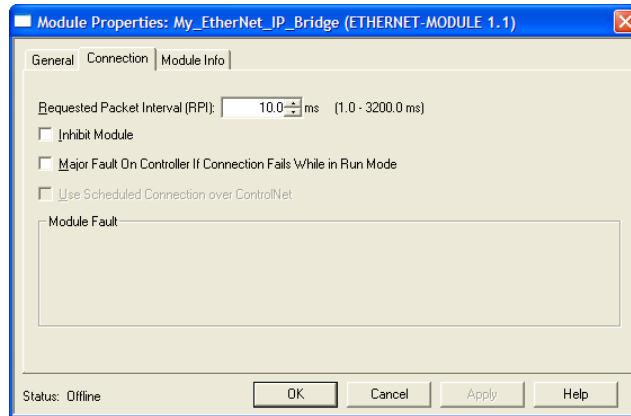 Module Properties: My_EtherNet_IP_Bridge (ETHERNET-MODULE 1.1)
General Connection Module Info
Requested Packet Interval (RPI): 10.0 ms (1.0 - 3200.0 ms)
Inhibit Module
Major Fault On Controller If Connection Fails While in Run Mode
Use Scheduled Connection over ControlNet
Module Fault
Status: Offline OK Cancel Apply Help